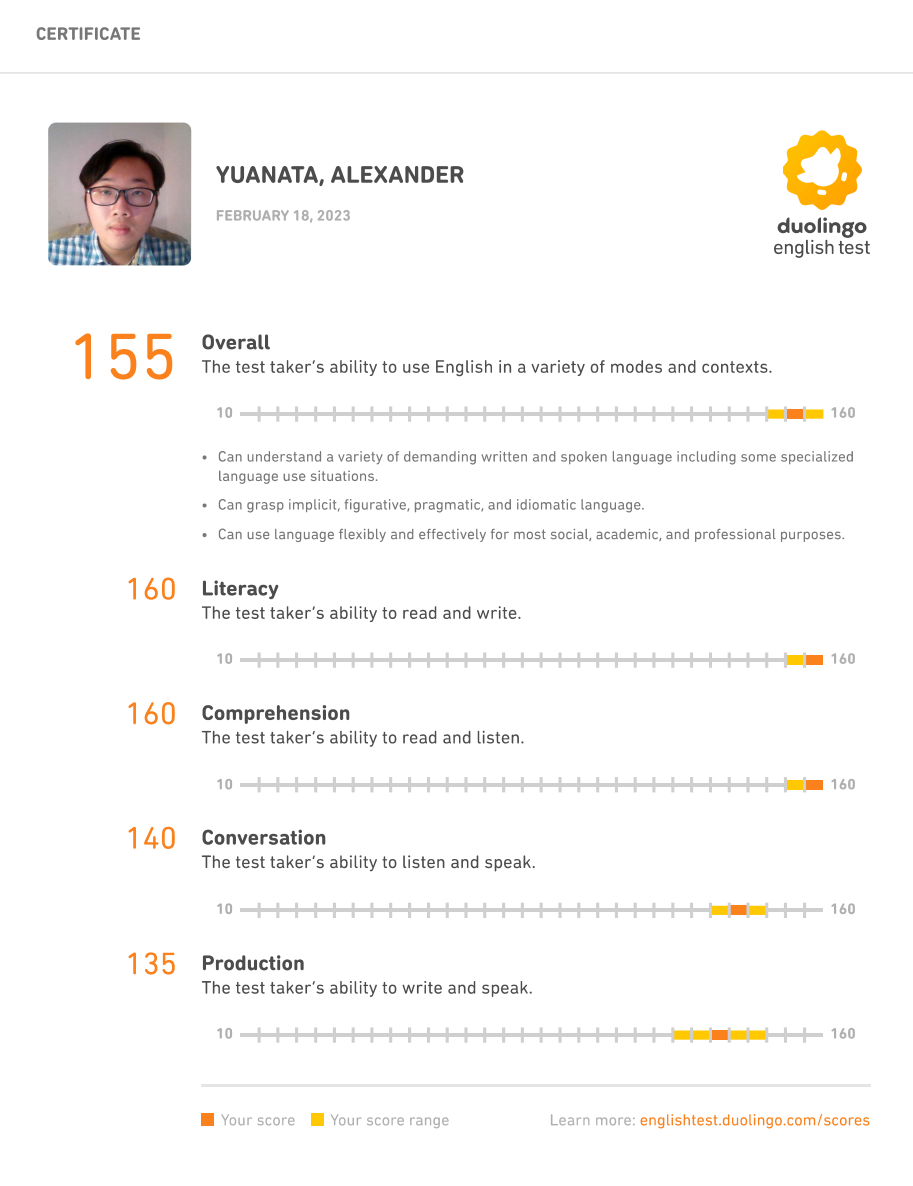 CERTIFICATE
YUANATA, ALEXANDER
FEBRUARY 18, 2023
duolingo
english test
155
Overall
The test taker's ability to use English in a variety of modes and contexts.
10 160
• Can understand a variety of demanding written and spoken language including some specialized
language use situations.
• Can grasp implicit, figurative, pragmatic, and idiomatic language.
• Can use language flexibly and effectively for most social, academic, and professional purposes.
160
Literacy
The test taker's ability to read and write.
10 160
160
Comprehension
The test taker's ability to read and listen.
10 160
140
Conversation
The test taker's ability to listen and speak.
10 160
135
Production
The test taker's ability to write and speak.
10 160
Your score Your score range Learn more: englishtest.duolingo.com/scores